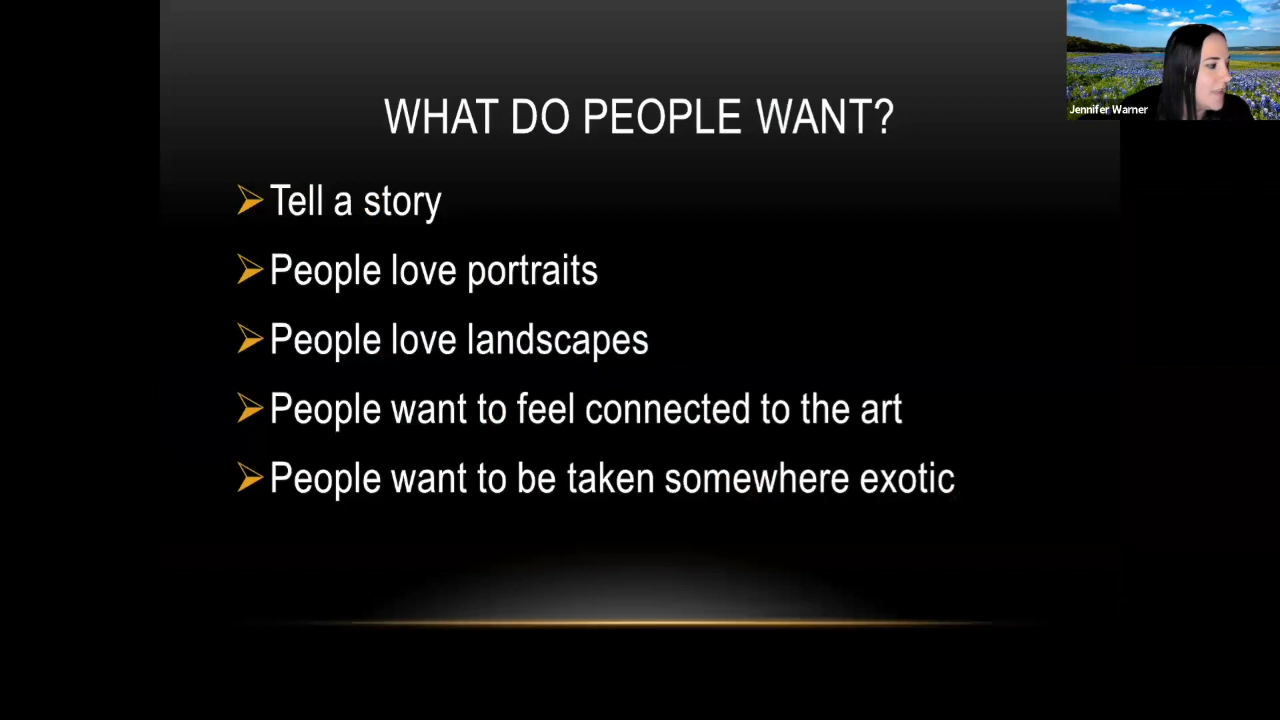 WHAT DO PEOPLE WANT?
Tell a story
People love portraits
People love landscapes
People want to feel connected to the art
People want to be taken somewhere exotic
Jennifer Warner